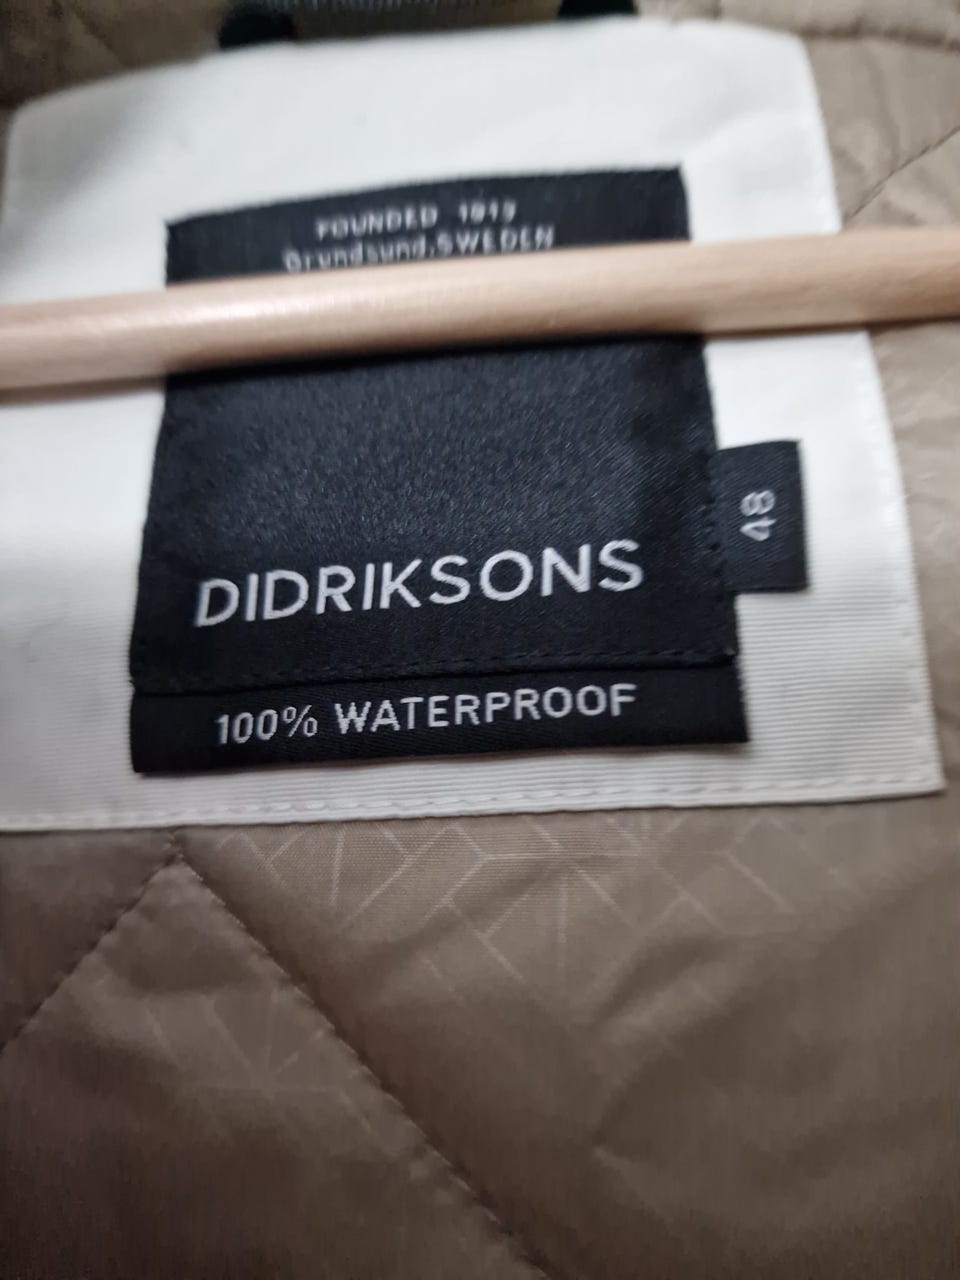 FOUNDED 1913
Grundsund, SWEDEN
48
DIDRIKSONS
100% WATERPROOF